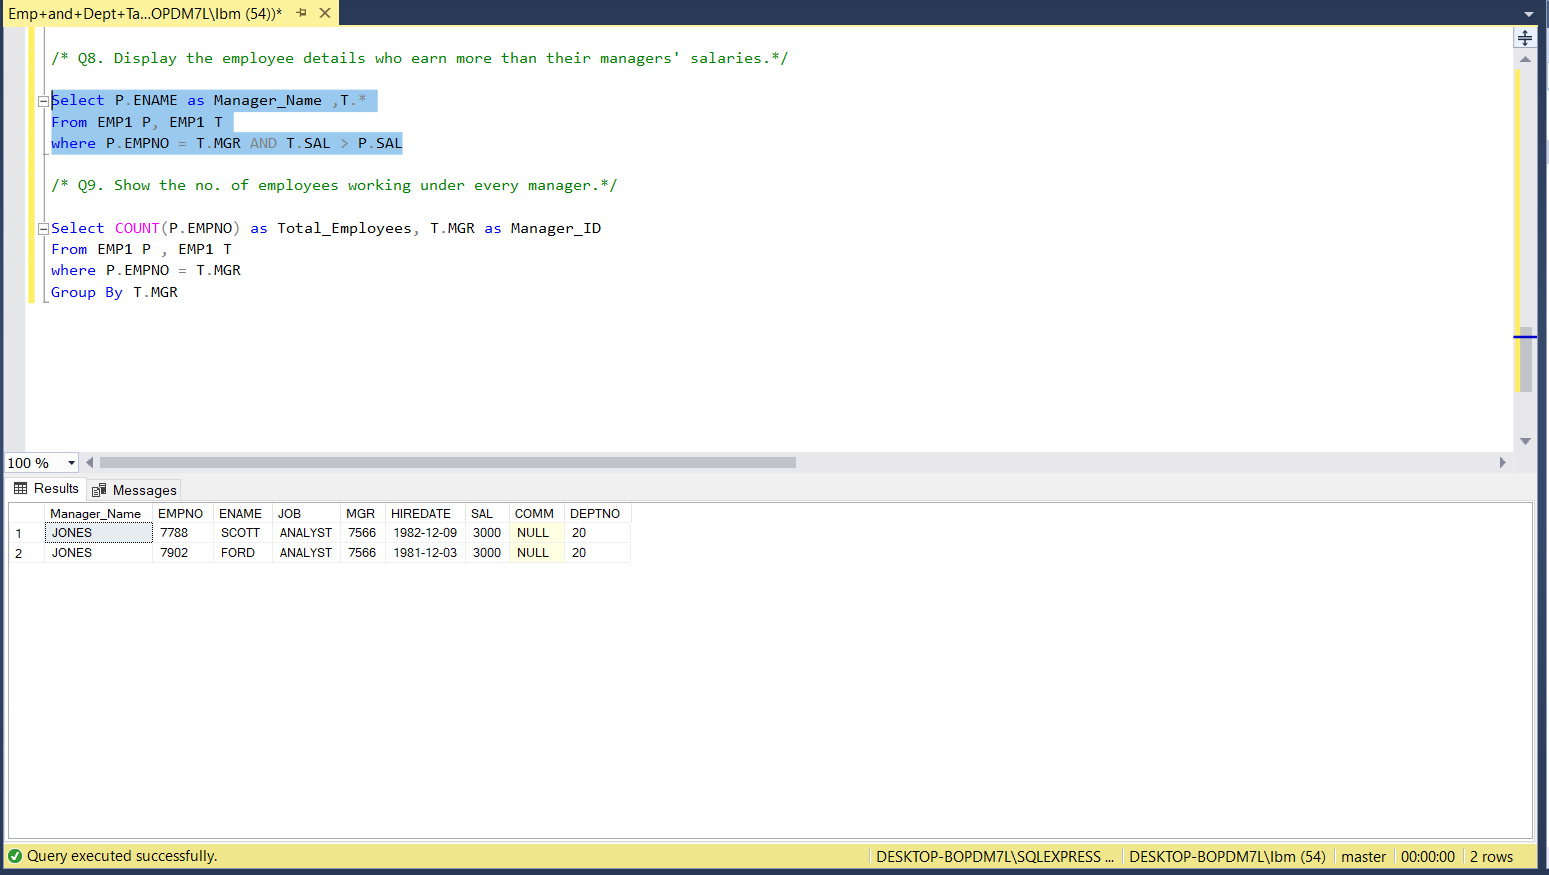 Emp+and+Dept+Ta...OPDM7L\Ibm (54))*
/* Q8. Display the employee details who earn more than their managers' salaries.*/
Select P.ENAME as Manager_Name ,T.*
From EMP1 P, EMP1 T
where P.EMPNO = T.MGR AND T.SAL > P.SAL
/* Q9. Show the no. of employees working under every manager.*/
Select COUNT(P.EMPNO) as Total_Employees, T.MGR as Manager_ID
From EMP1 P , EMP1 T
where P.EMPNO = T.MGR
Group By T.MGR
100 %
Results Messages
Manager_Name EMPNO ENAME JOB MGR HIREDATE SAL COMM DEPTNO
1 JONES 7788 SCOTT ANALYST 7566 1982-12-09 3000 NULL 20
2 JONES 7902 FORD ANALYST 7566 1981-12-03 3000 NULL 20
Query executed successfully. DESKTOP-BOPDM7L\SQLEXPRESS ... DESKTOP-BOPDM7L\Ibm (54) master 00:00:00 2 rows